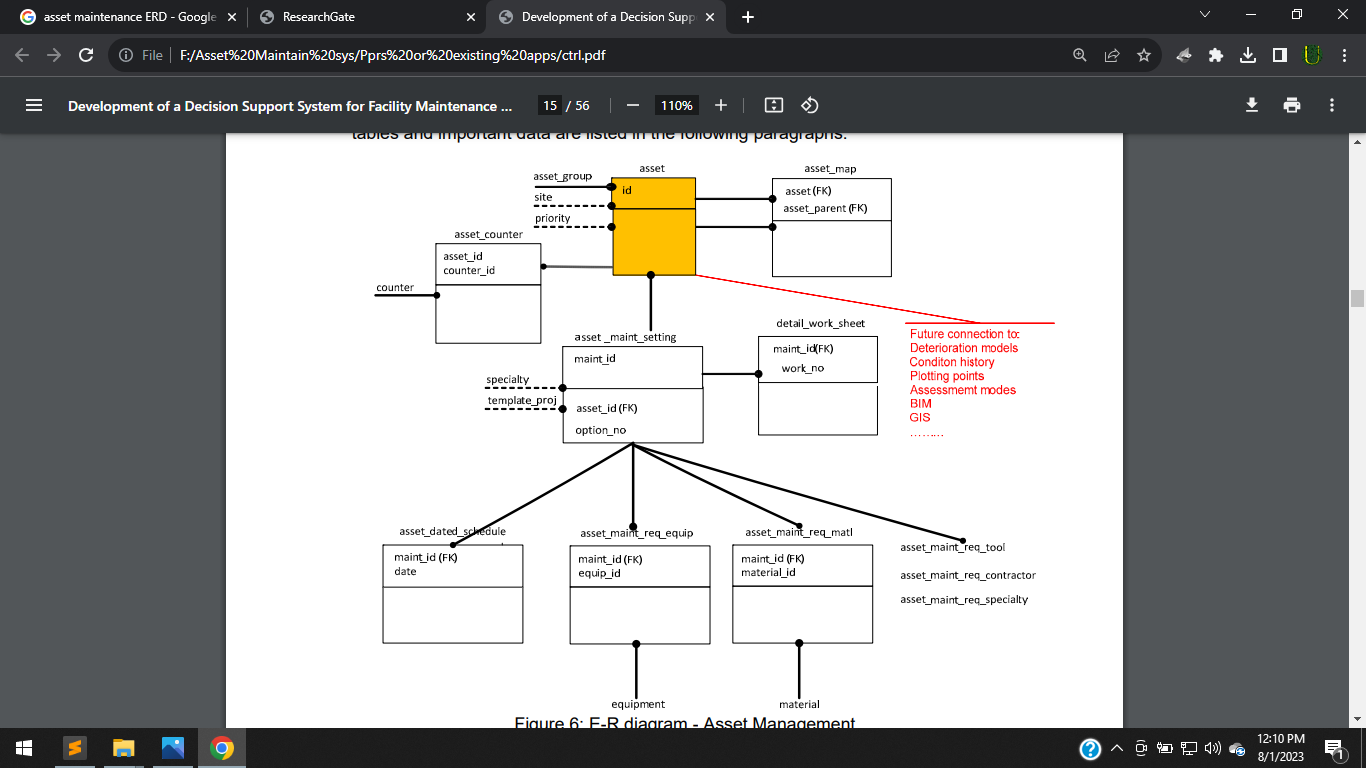 asset maintenance ERD - Google
ResearchGate
Development of a Decision Supp
File
F:/Asset%20Maintain%20sys/Pprs%20or%20existing%20apps/ctrl.pdf
Development of a Decision Support System for Facility Maintenance ...
15 / 56
110%
tables and important data are listed in the following paragraphs.
asset
asset_map
asset_group
id
asset (FK)
site
asset_parent (FK)
priority
asset_counter
asset_id
counter_id
counter
detail_work_sheet
Future connection to:
asset _maint_setting
maint_id(FK)
Deterioration models
maint_id
Conditon history
work_no
Plotting points
specialty
Assessmemt modes
template_proj
BIM
asset_id (FK)
GIS
option_no
........
asset_dated_schedule
asset_maint_req_equip
asset_maint_req_matl
asset_maint_req_tool
maint_id (FK)
date
maint_id (FK)
equip_id
maint_id (FK)
material_id
asset_maint_req_contractor
asset_maint_req_specialty
equipment
material
Figure 6: E-R diagram - Asset Management
12:10 PM
8/1/2023
1